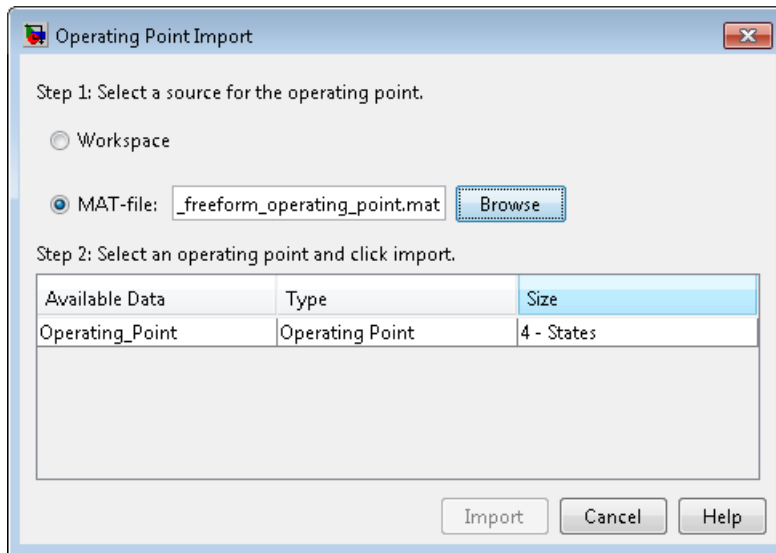 Operating Point Import
Step 1: Select a source for the operating point.
Workspace
MAT-file: _freeform_operating_point.mat Browse
Step 2: Select an operating point and click import.
Available Data Type Size
Operating_Point Operating Point 4 - States
Import Cancel Help